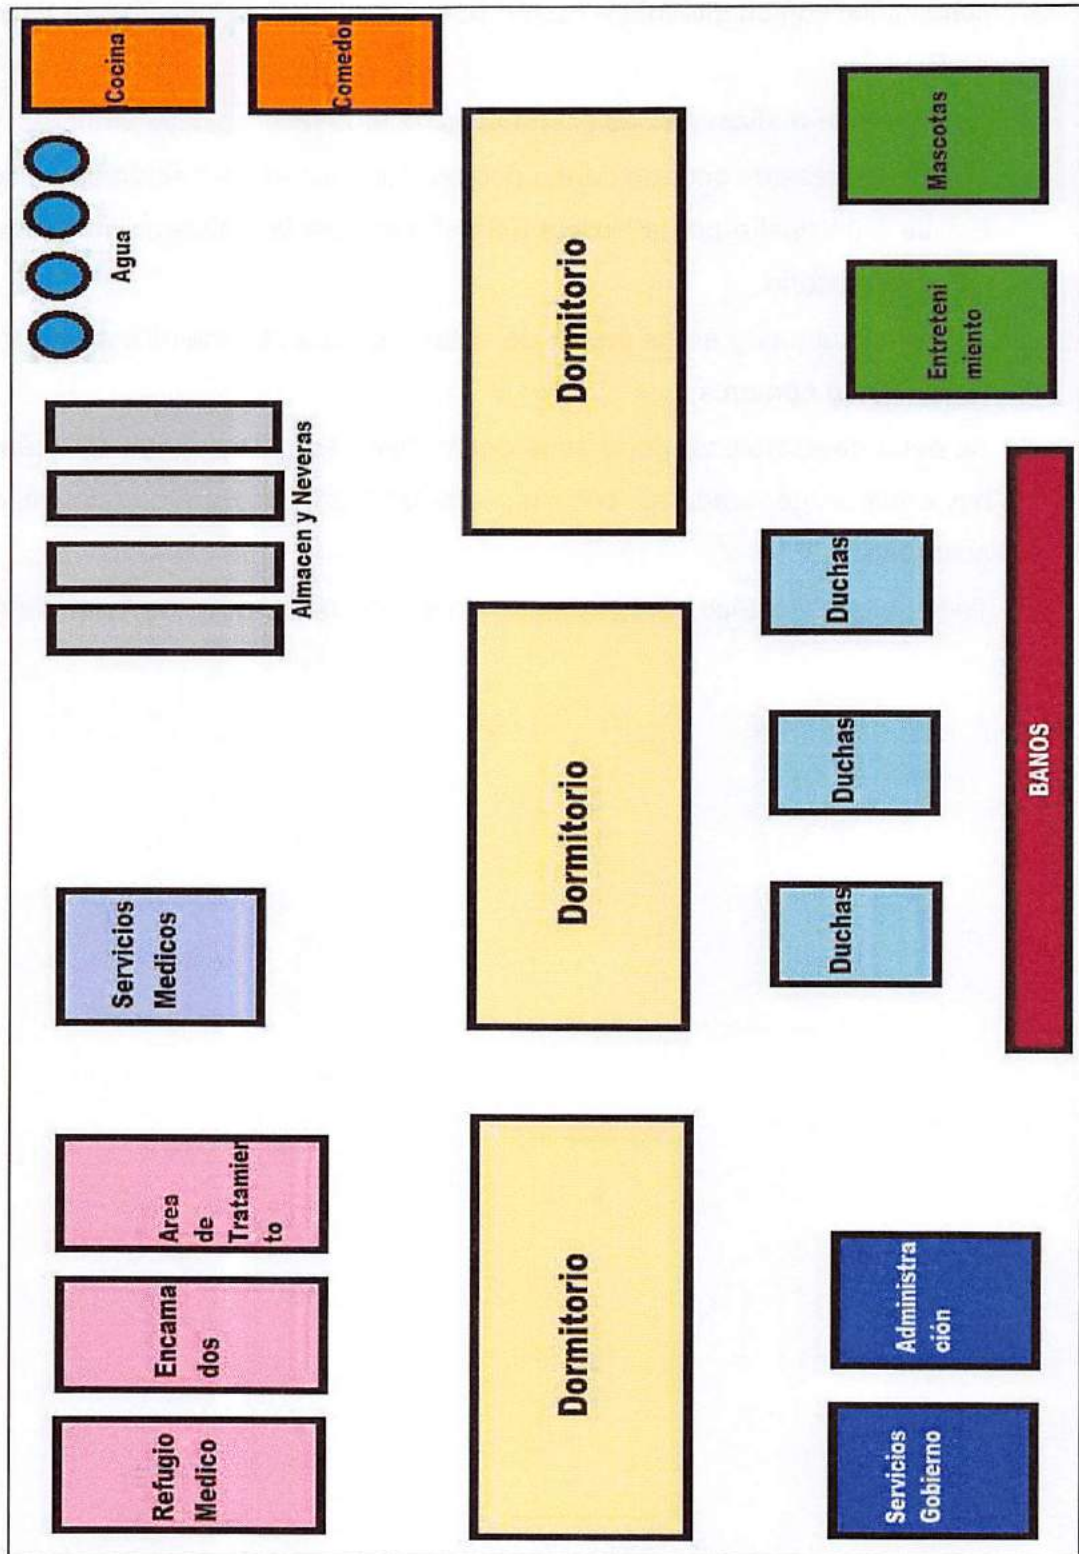 Refugio
Medico
Encama
dos
Area
de
Tratamien
to
Servicios
Medicos
Almacen y Neveras
Agua
Cocina
Comedor
Dormitorio
Dormitorio
Dormitorio
Servicios
Gobierno
Administra
ción
Duchas
Duchas
Duchas
BANOS
Entreteni
miento
Mascotas